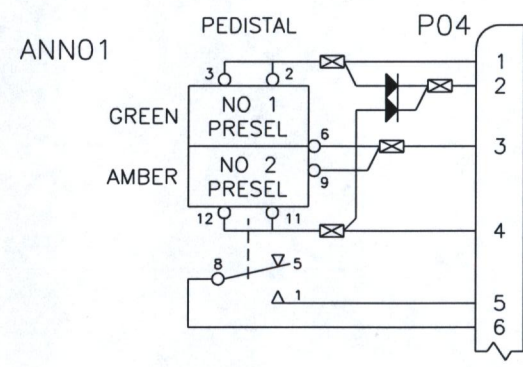 PEDISTAL P04
ANN01
3 2 1
2
GREEN NO 1
PRESEL
6 3
AMBER NO 2
PRESEL
9
12 11 4
8 5
1 5
6